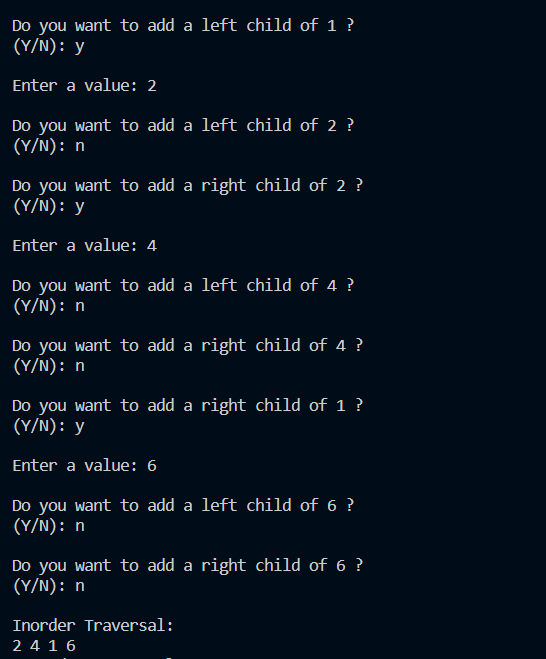 Do you want to add a left child of 1 ?
(Y/N): y
Enter a value: 2
Do you want to add a left child of 2 ?
(Y/N): n
Do you want to add a right child of 2 ?
(Y/N): y
Enter a value: 4
Do you want to add a left child of 4 ?
(Y/N): n
Do you want to add a right child of 4 ?
(Y/N): n
Do you want to add a right child of 1 ?
(Y/N): y
Enter a value: 6
Do you want to add a left child of 6 ?
(Y/N): n
Do you want to add a right child of 6 ?
(Y/N): n
Inorder Traversal:
2 4 1 6